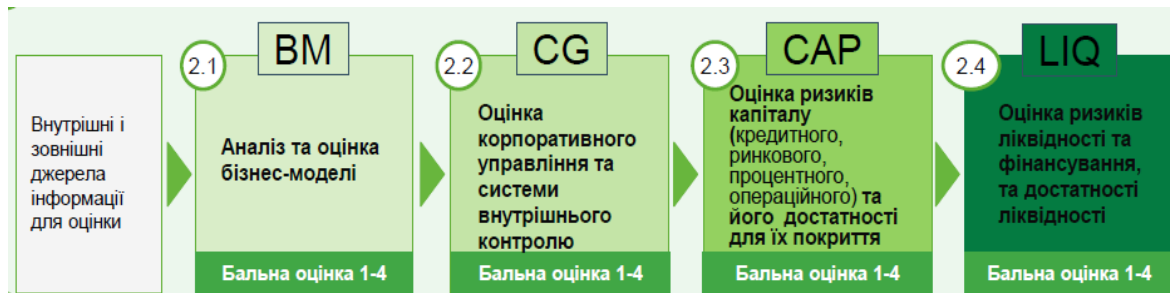 Внутрішні і
зовнішні
джерела
інформації
для оцінки
2.1
BM
Аналіз та оцінка
бізнес-моделі
Бальна оцінка 1-4
2.2
CG
Оцінка
корпоративного
управління та
системи
внутрішнього
контролю
Бальна оцінка 1-4
2.3
CAP
Оцінка ризиків
капіталу
(кредитного,
ринкового,
процентного,
операційного) та
його достатності
для їх покриття
Бальна оцінка 1-4
2.4
LIQ
Оцінка ризиків
ліквідності та
фінансування,
та достатності
ліквідності
Бальна оцінка 1-4